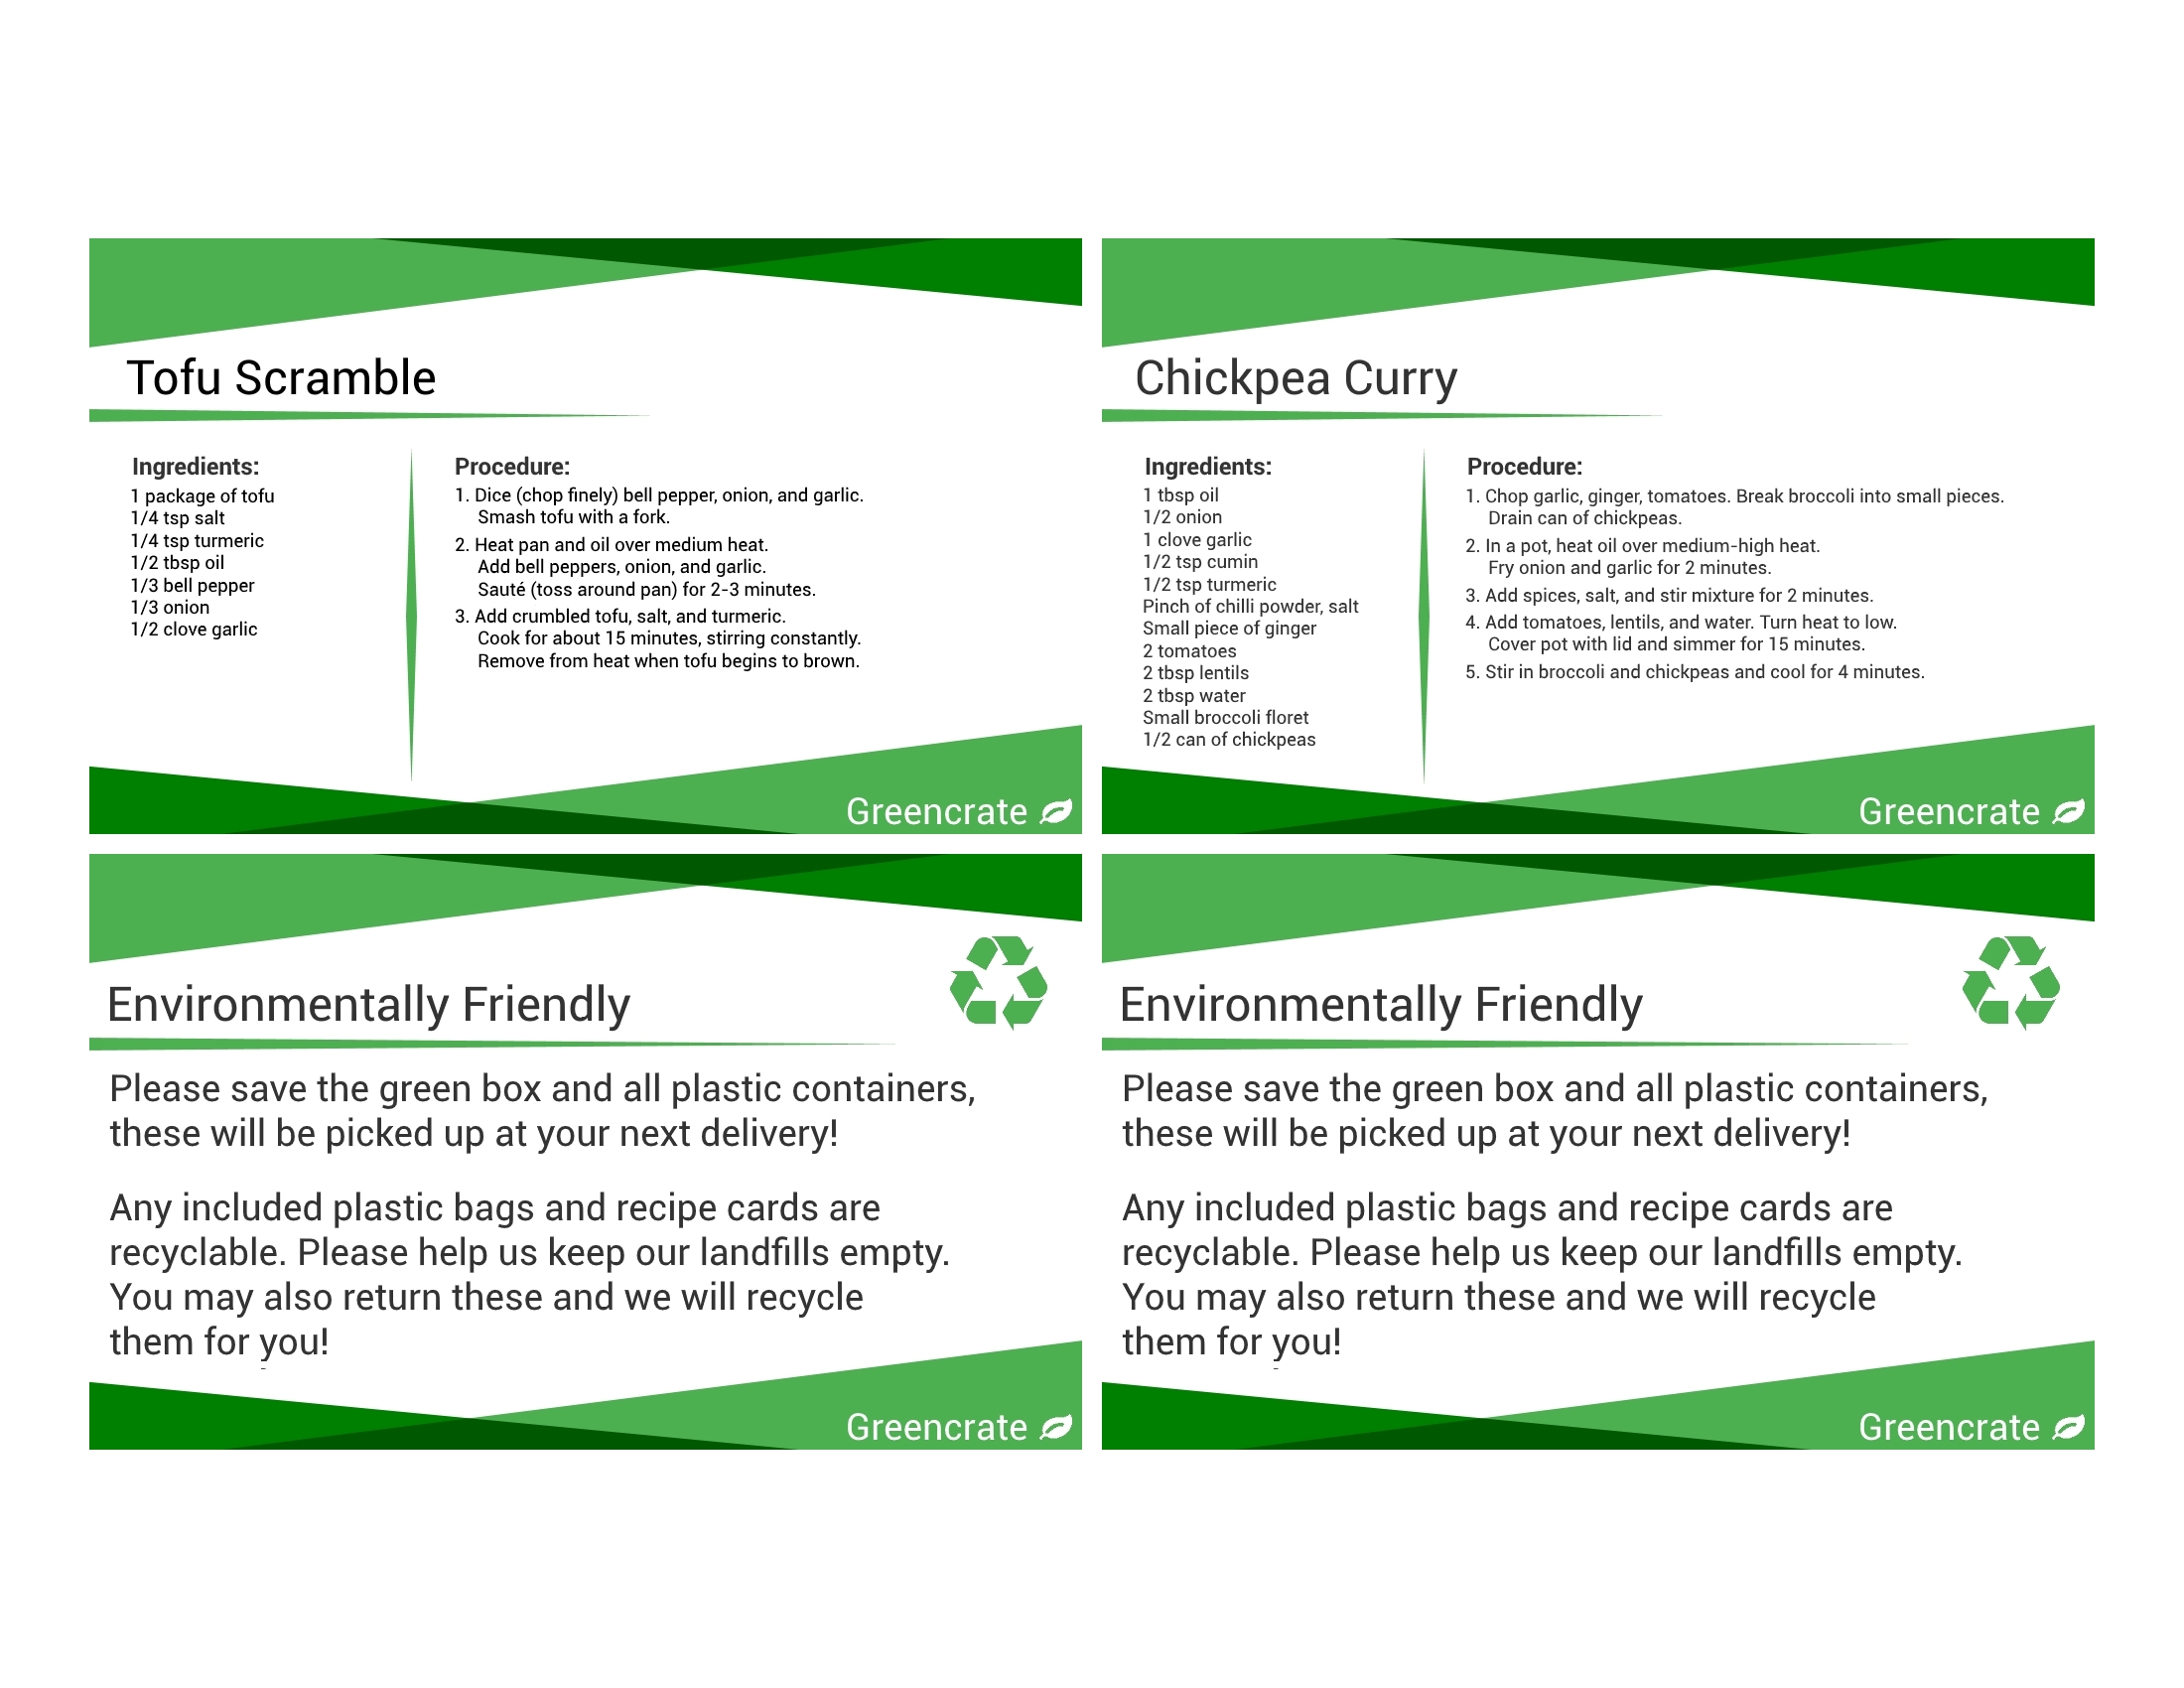 Tofu Scramble
Ingredients:
1 package of tofu
1/4 tsp salt
1/4 tsp turmeric
1/2 tbsp oil
1/3 bell pepper
1/3 onion
1/2 clove garlic
Procedure:
1. Dice (chop finely) bell pepper, onion, and garlic.
Smash tofu with a fork.
2. Heat pan and oil over medium heat.
Add bell peppers, onion, and garlic.
Sauté (toss around pan) for 2-3 minutes.
3. Add crumbled tofu, salt, and turmeric.
Cook for about 15 minutes, stirring constantly.
Remove from heat when tofu begins to brown.
Greencrate
Chickpea Curry
Ingredients:
1 tbsp oil
1/2 onion
1 clove garlic
1/2 tsp cumin
1/2 tsp turmeric
Pinch of chilli powder, salt
Small piece of ginger
2 tomatoes
2 tbsp lentils
2 tbsp water
Small broccoli floret
1/2 can of chickpeas
Procedure:
1. Chop garlic, ginger, tomatoes. Break broccoli into small pieces.
Drain can of chickpeas.
2. In a pot, heat oil over medium-high heat.
Fry onion and garlic for 2 minutes.
3. Add spices, salt, and stir mixture for 2 minutes.
4. Add tomatoes, lentils, and water. Turn heat to low.
Cover pot with lid and simmer for 15 minutes.
5. Stir in broccoli and chickpeas and cool for 4 minutes.
Greencrate
Environmentally Friendly
Please save the green box and all plastic containers,
these will be picked up at your next delivery!
Any included plastic bags and recipe cards are
recyclable. Please help us keep our landfills empty.
You may also return these and we will recycle
them for you!
Greencrate
Environmentally Friendly
Please save the green box and all plastic containers,
these will be picked up at your next delivery!
Any included plastic bags and recipe cards are
recyclable. Please help us keep our landfills empty.
You may also return these and we will recycle
them for you!
Greencrate